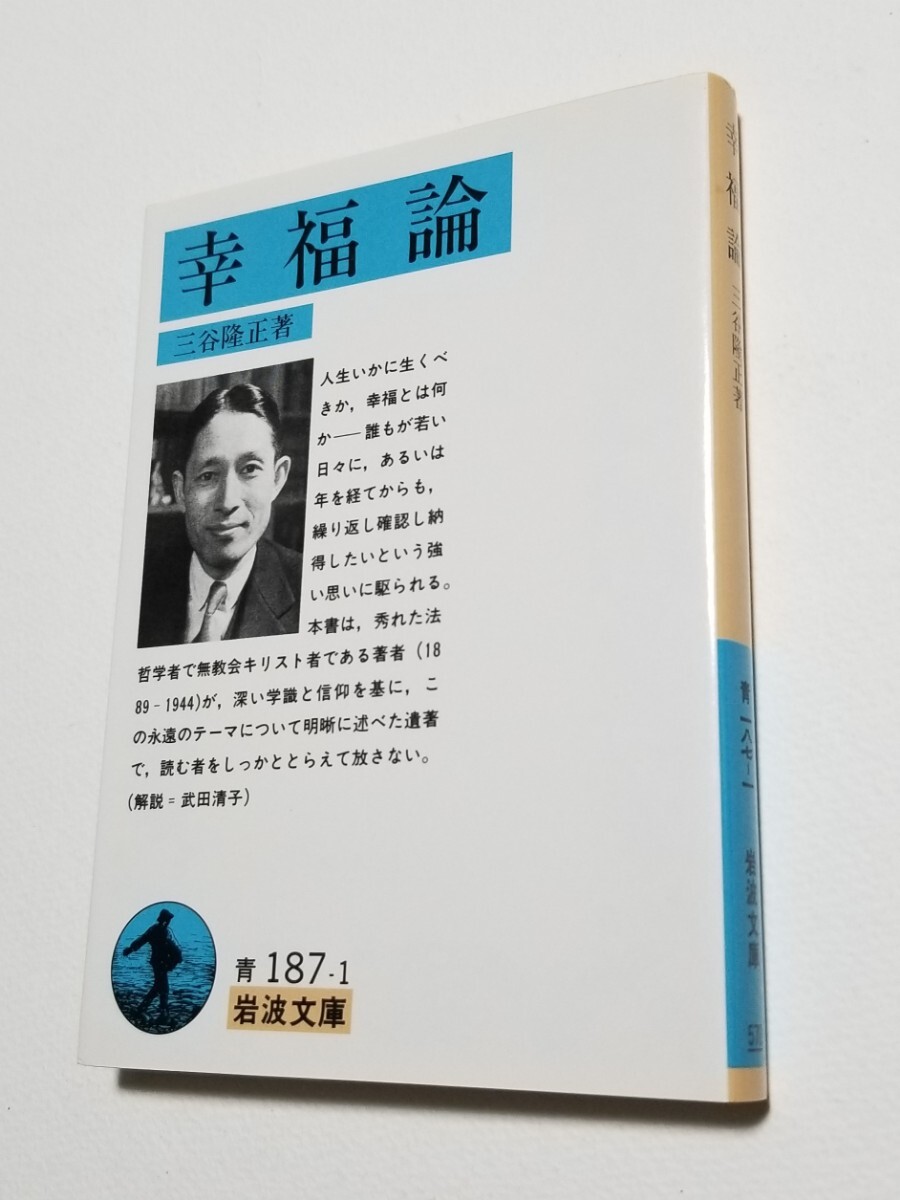 幸福論
三谷隆正著
人生いかに生くべ
きか，幸福とは何
か――誰もが若い
日々に，あるいは
年を経てからも，
繰り返し確認し納
得したいという強
い思いに駆られる。
本書は，秀れた法
哲学者で無教会キリスト者である著者（18
89－1944)が，深い学識と信仰を基に，こ
の永遠のテーマについて明晰に述べた遺著
で，読む者をしっかととらえて放さない。
(解説＝武田清子)
青 187-1
岩波文庫
幸福論 三谷隆正著
青一八七-一 岩波文庫
570